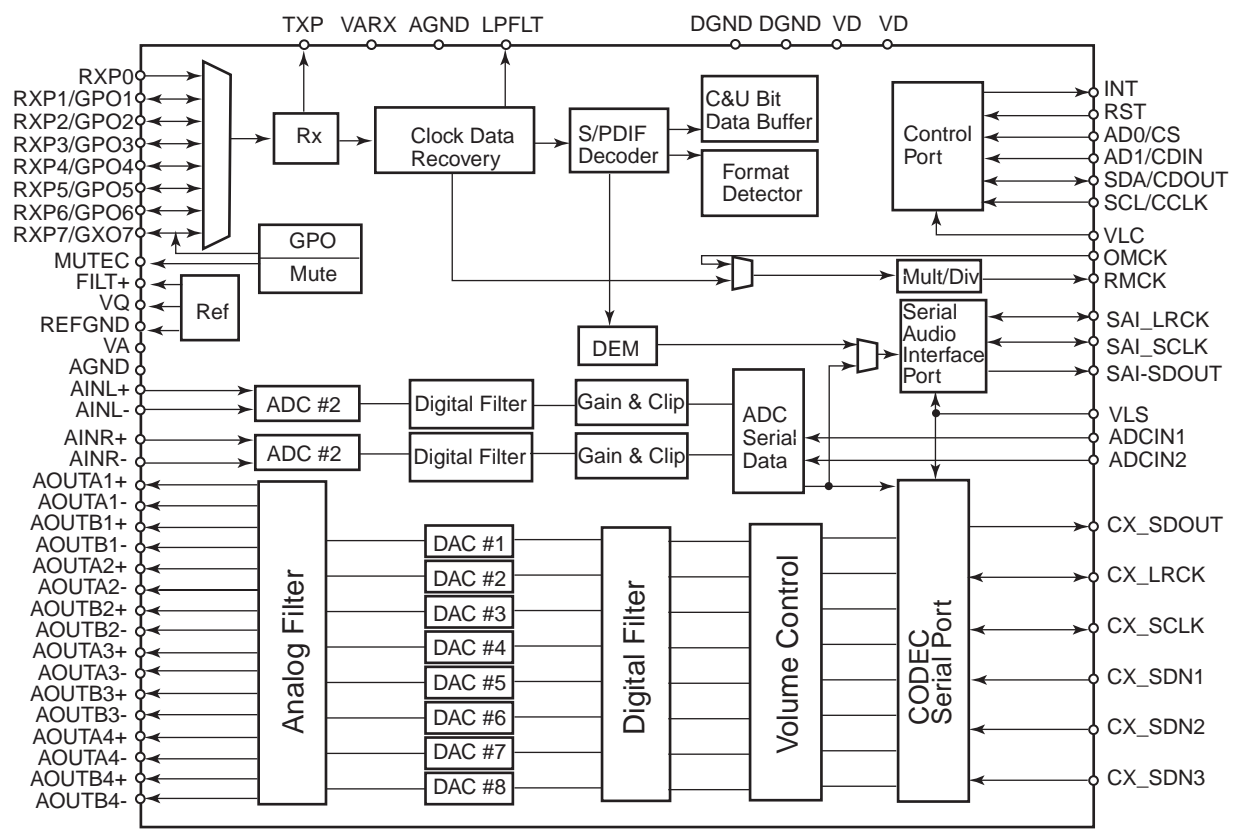 TXP VARX AGND LPFLT DGND DGND VD VD
RXP0
RXP1/GPO1
RXP2/GPO2
RXP3/GPO3
RXP4/GPO4
RXP5/GPO5
RXP6/GPO6
RXP7/GXO7
MUTEC
FILT+
VQ
REFGND
VA
AGND
AINL+
AINL-
AINR+
AINR-
AOUTA1+
AOUTA1-
AOUTB1+
AOUTB1-
AOUTA2+
AOUTA2-
AOUTB2+
AOUTB2-
AOUTA3+
AOUTA3-
AOUTB3+
AOUTB3-
AOUTA4+
AOUTA4-
AOUTB4+
AOUTB4-
Rx
Clock Data
Recovery
S/PDIF
Decoder
C&U Bit
Data Buffer
Format
Detector
Control
Port
GPO
Mute
Ref
Mult/Div
DEM
Serial
Audio
Interface
Port
ADC #2
Digital Filter
Gain & Clip
ADC #2
Digital Filter
Gain & Clip
ADC
Serial
Data
Analog Filter
DAC #1
DAC #2
DAC #3
DAC #4
DAC #5
DAC #6
DAC #7
DAC #8
Digital Filter
Volume Control
CODEC
Serial Port
INT
RST
AD0/CS
AD1/CDIN
SDA/CDOUT
SCL/CCLK
VLC
OMCK
RMCK
SAI_LRCK
SAI_SCLK
SAI-SDOUT
VLS
ADCIN1
ADCIN2
CX_SDOUT
CX_LRCK
CX_SCLK
CX_SDN1
CX_SDN2
CX_SDN3